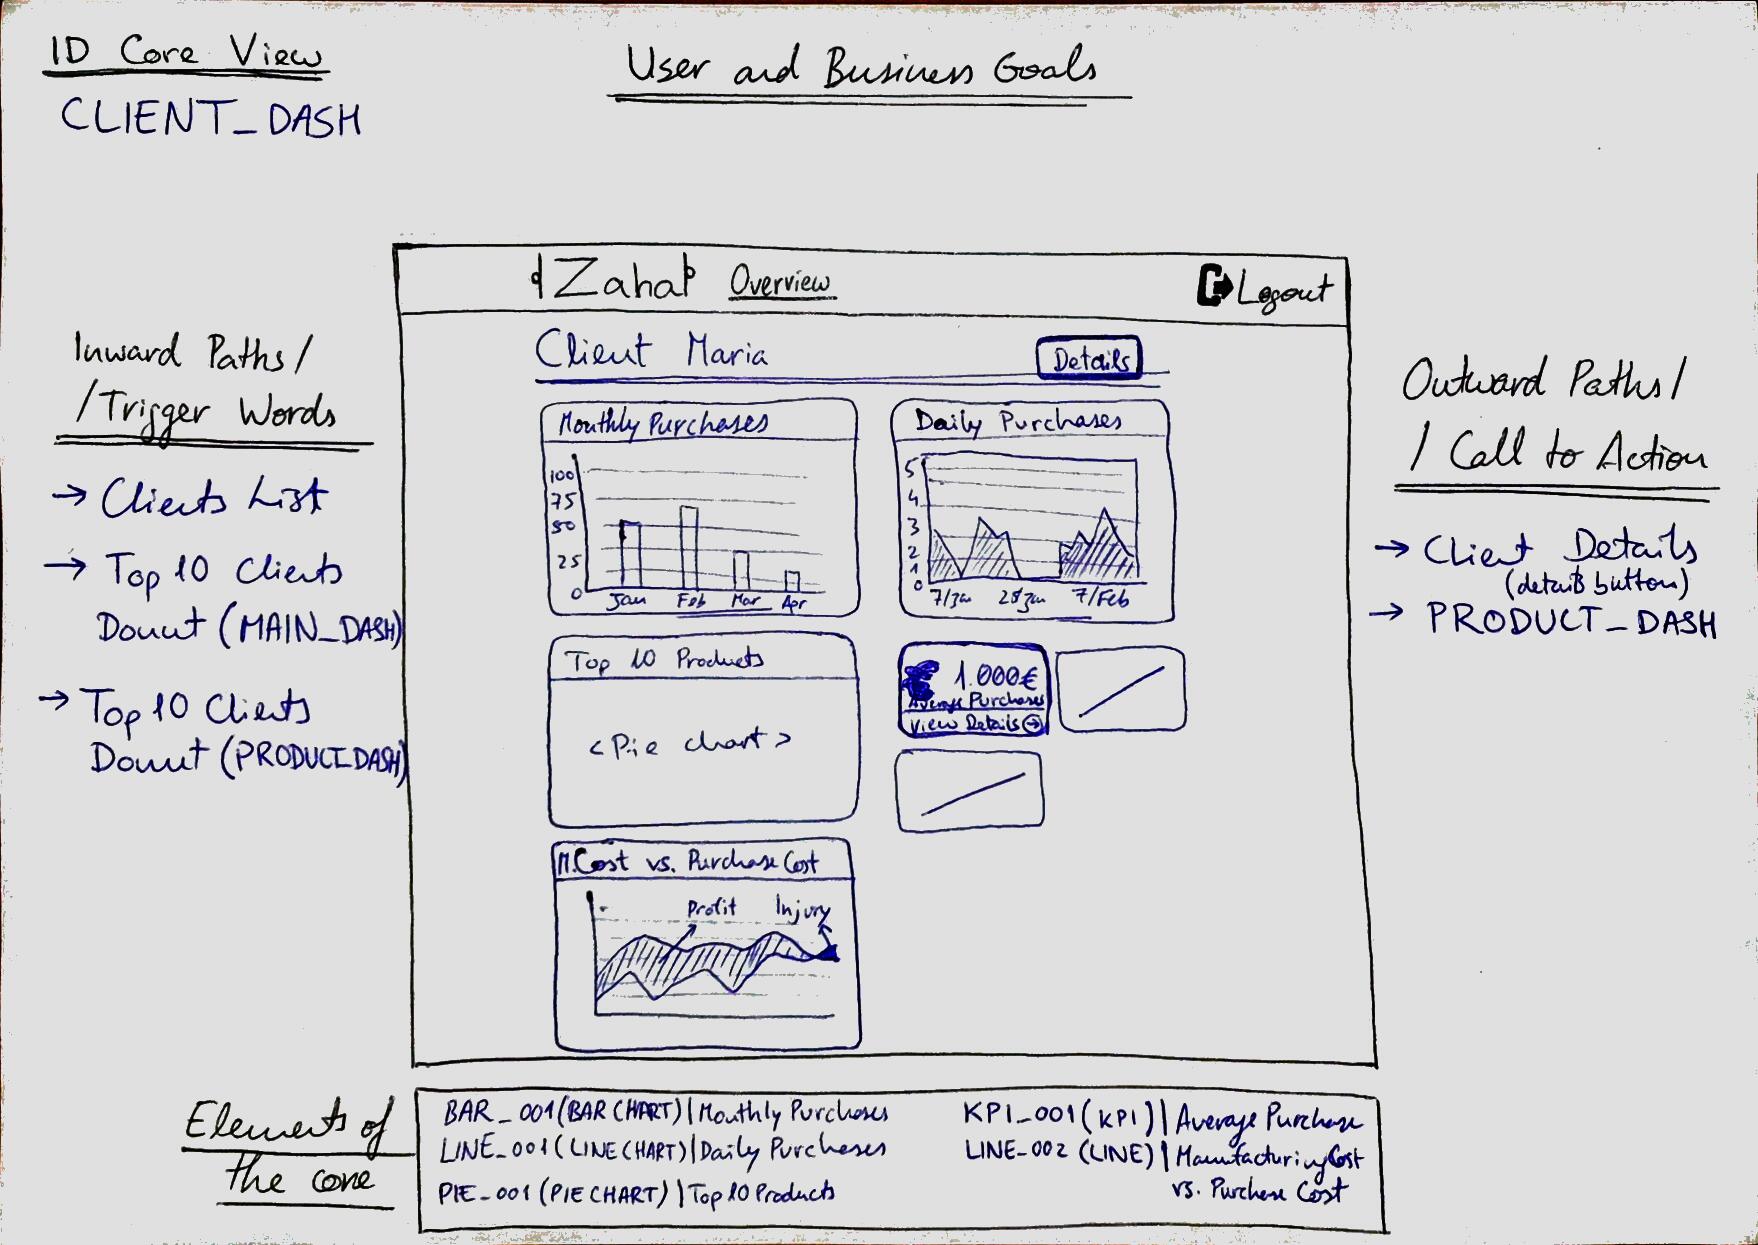 ID Core View
CLIENT_DASH
User and Business Goals
Zaha Overview
Logout
Client Maria
Details
Inward Paths/
/Trigger Words
→ Clients List
→ Top 10 Clients
Donut (MAIN_DASH)
→ Top 10 Clients
Donut (PRODUCT_DASH)
Monthly Purchases
100
75
50
25
0
Jan Feb Mar Apr
Daily Purchases
5
4
3
2
1
0
7/Jan 28/Jan 7/Feb
Top 10 Products
<Pie chart>
1.000€
Average Purchases
View Details
M.Cost vs. Purchase Cost
Profit Injury
Outward Paths/
/ Call to Action
→ Client Details
(details button)
→ PRODUCT_DASH
Elements of
the core
BAR_001(BAR CHART)|Monthly Purchases
LINE_001(LINE CHART)|Daily Purchases
PIE_001(PIE CHART)|Top 10 Products
KPI_001(KPI)|Average Purchase
LINE_002 (LINE)|Manufacturing Cost
vs. Purchase Cost